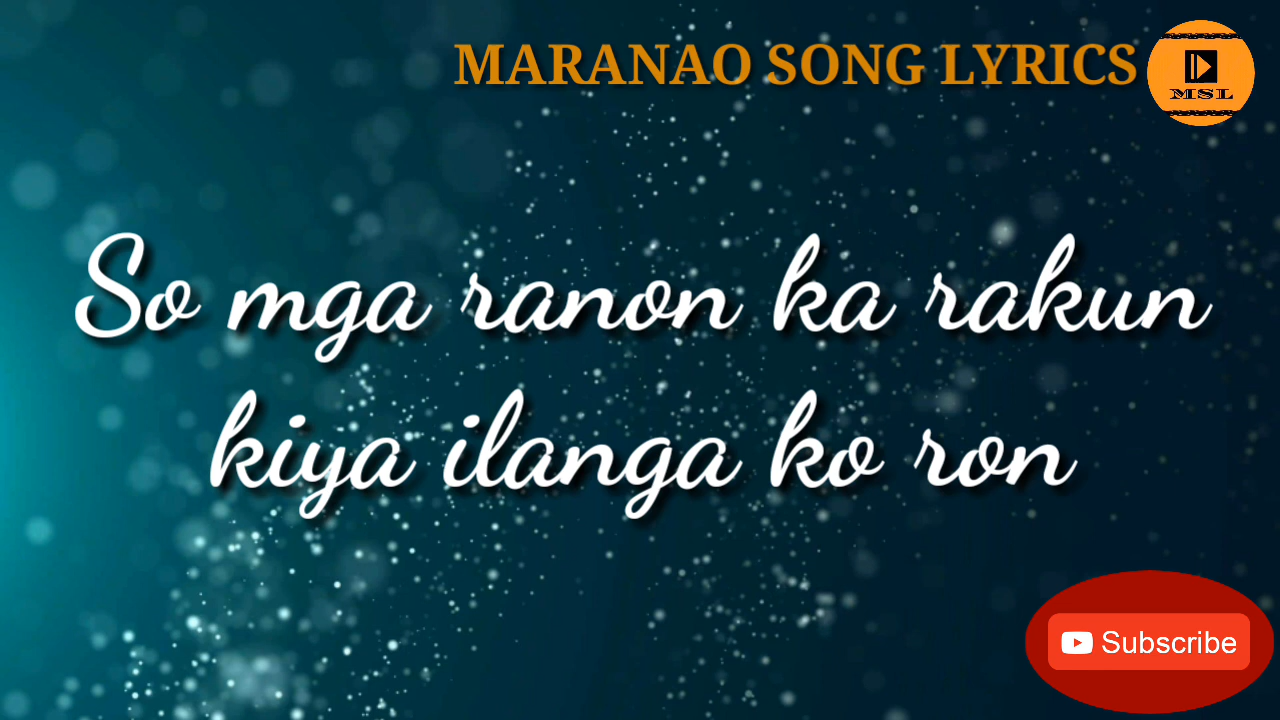 MARANAO SONG LYRICS
MSL
So mga ranon ka rakun
kiya ilanga ko ron
Subscribe